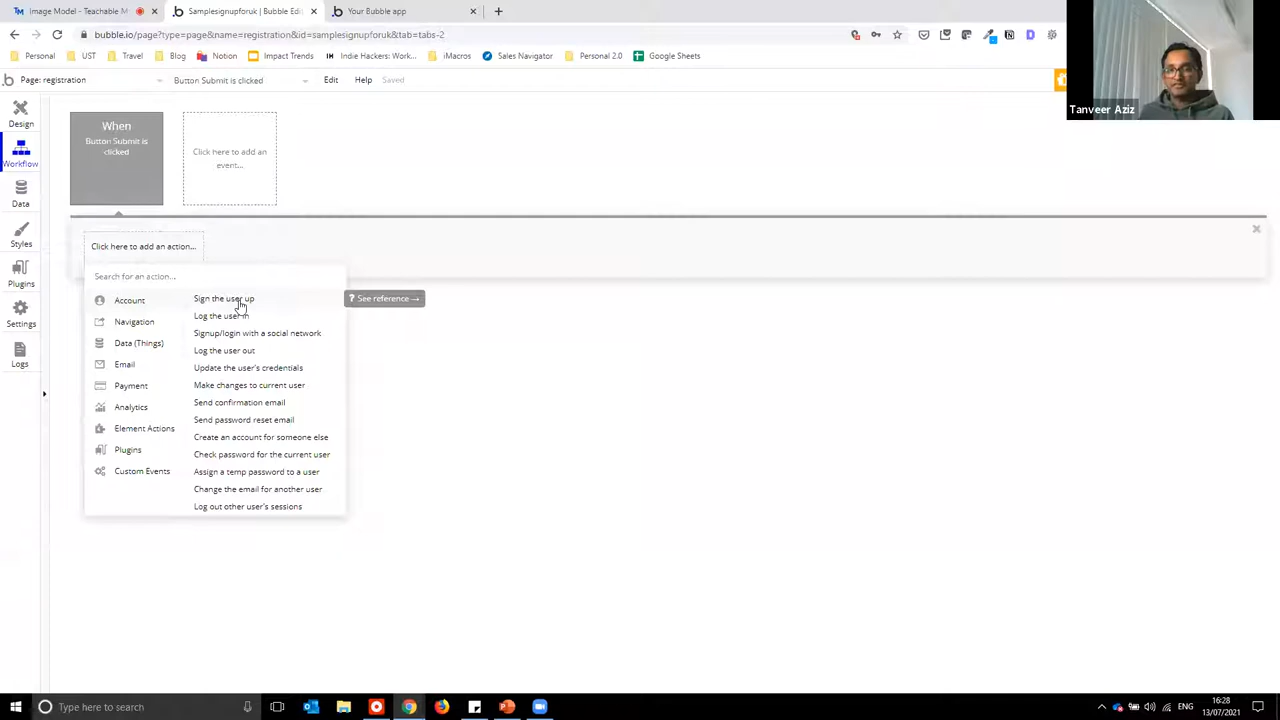 Image Model - Teachable M
Samplesignupforuk | Bubble Edi
Your Bubble app
bubble.io/page?type=page&name=registration&id=samplesignupforuk&tab=tabs-2
Personal
UST
Travel
Blog
Notion
Impact Trends
Indie Hackers: Work...
iMacros
Sales Navigator
Personal 2.0
Google Sheets
Page: registration
Button Submit is clicked
Edit
Help
Saved
Tanveer Aziz
Design
Workflow
Data
Styles
Plugins
Settings
Logs
When
Button Submit is
clicked
Click here to add an
event...
Click here to add an action...
Search for an action...
Account
Navigation
Data (Things)
Email
Payment
Analytics
Element Actions
Plugins
Custom Events
Sign the user up
Log the user in
Signup/login with a social network
Log the user out
Update the user's credentials
Make changes to current user
Send confirmation email
Send password reset email
Create an account for someone else
Check password for the current user
Assign a temp password to a user
Change the email for another user
Log out other user's sessions
? See reference →
Type here to search
ENG
16:28
13/07/2021